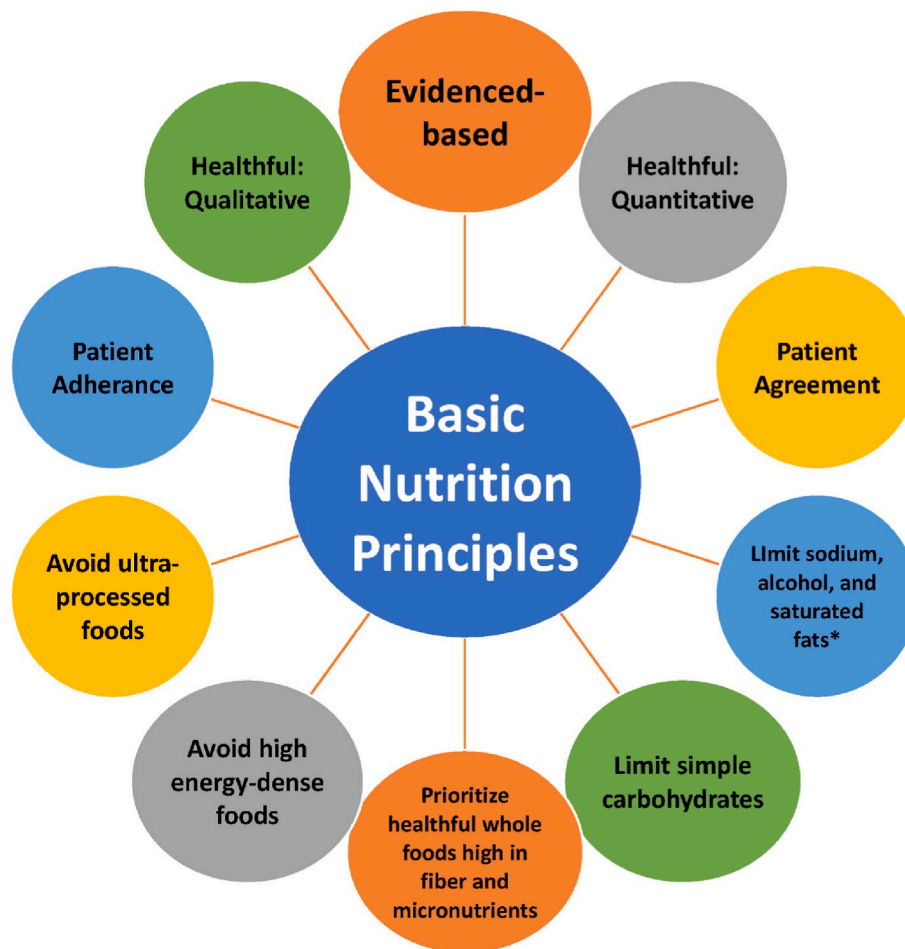 Evidenced-
based
Healthful:
Quantitative
Patient
Agreement
LImit sodium,
alcohol, and
saturated
fats*
Limit simple
carbohydrates
Prioritize
healthful whole
foods high in
fiber and
micronutrients
Avoid high
energy-dense
foods
Avoid ultra-
processed
foods
Patient
Adherance
Healthful:
Qualitative
Basic
Nutrition
Principles